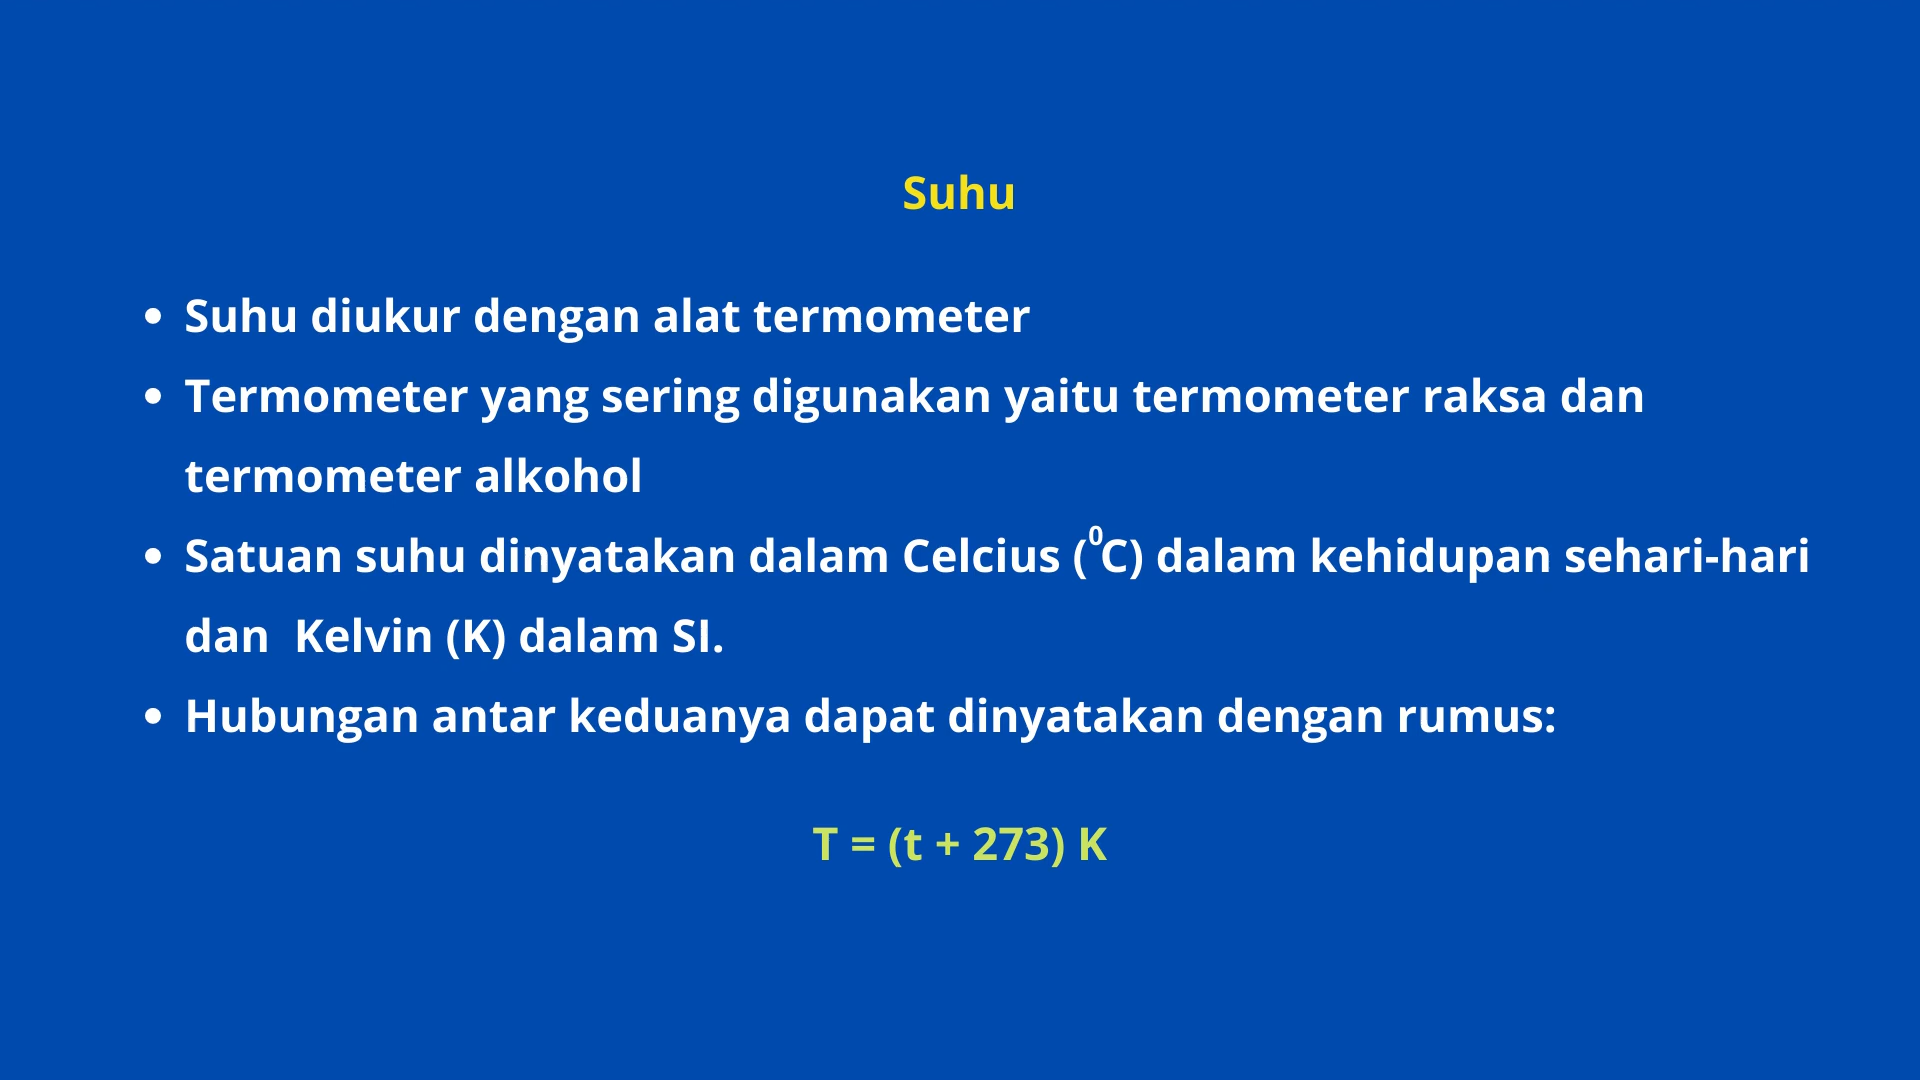 Suhu
• Suhu diukur dengan alat termometer
• Termometer yang sering digunakan yaitu termometer raksa dan
termometer alkohol
• Satuan suhu dinyatakan dalam Celcius (⁰C) dalam kehidupan sehari-hari
dan  Kelvin (K) dalam SI.
• Hubungan antar keduanya dapat dinyatakan dengan rumus:
T = (t + 273) K